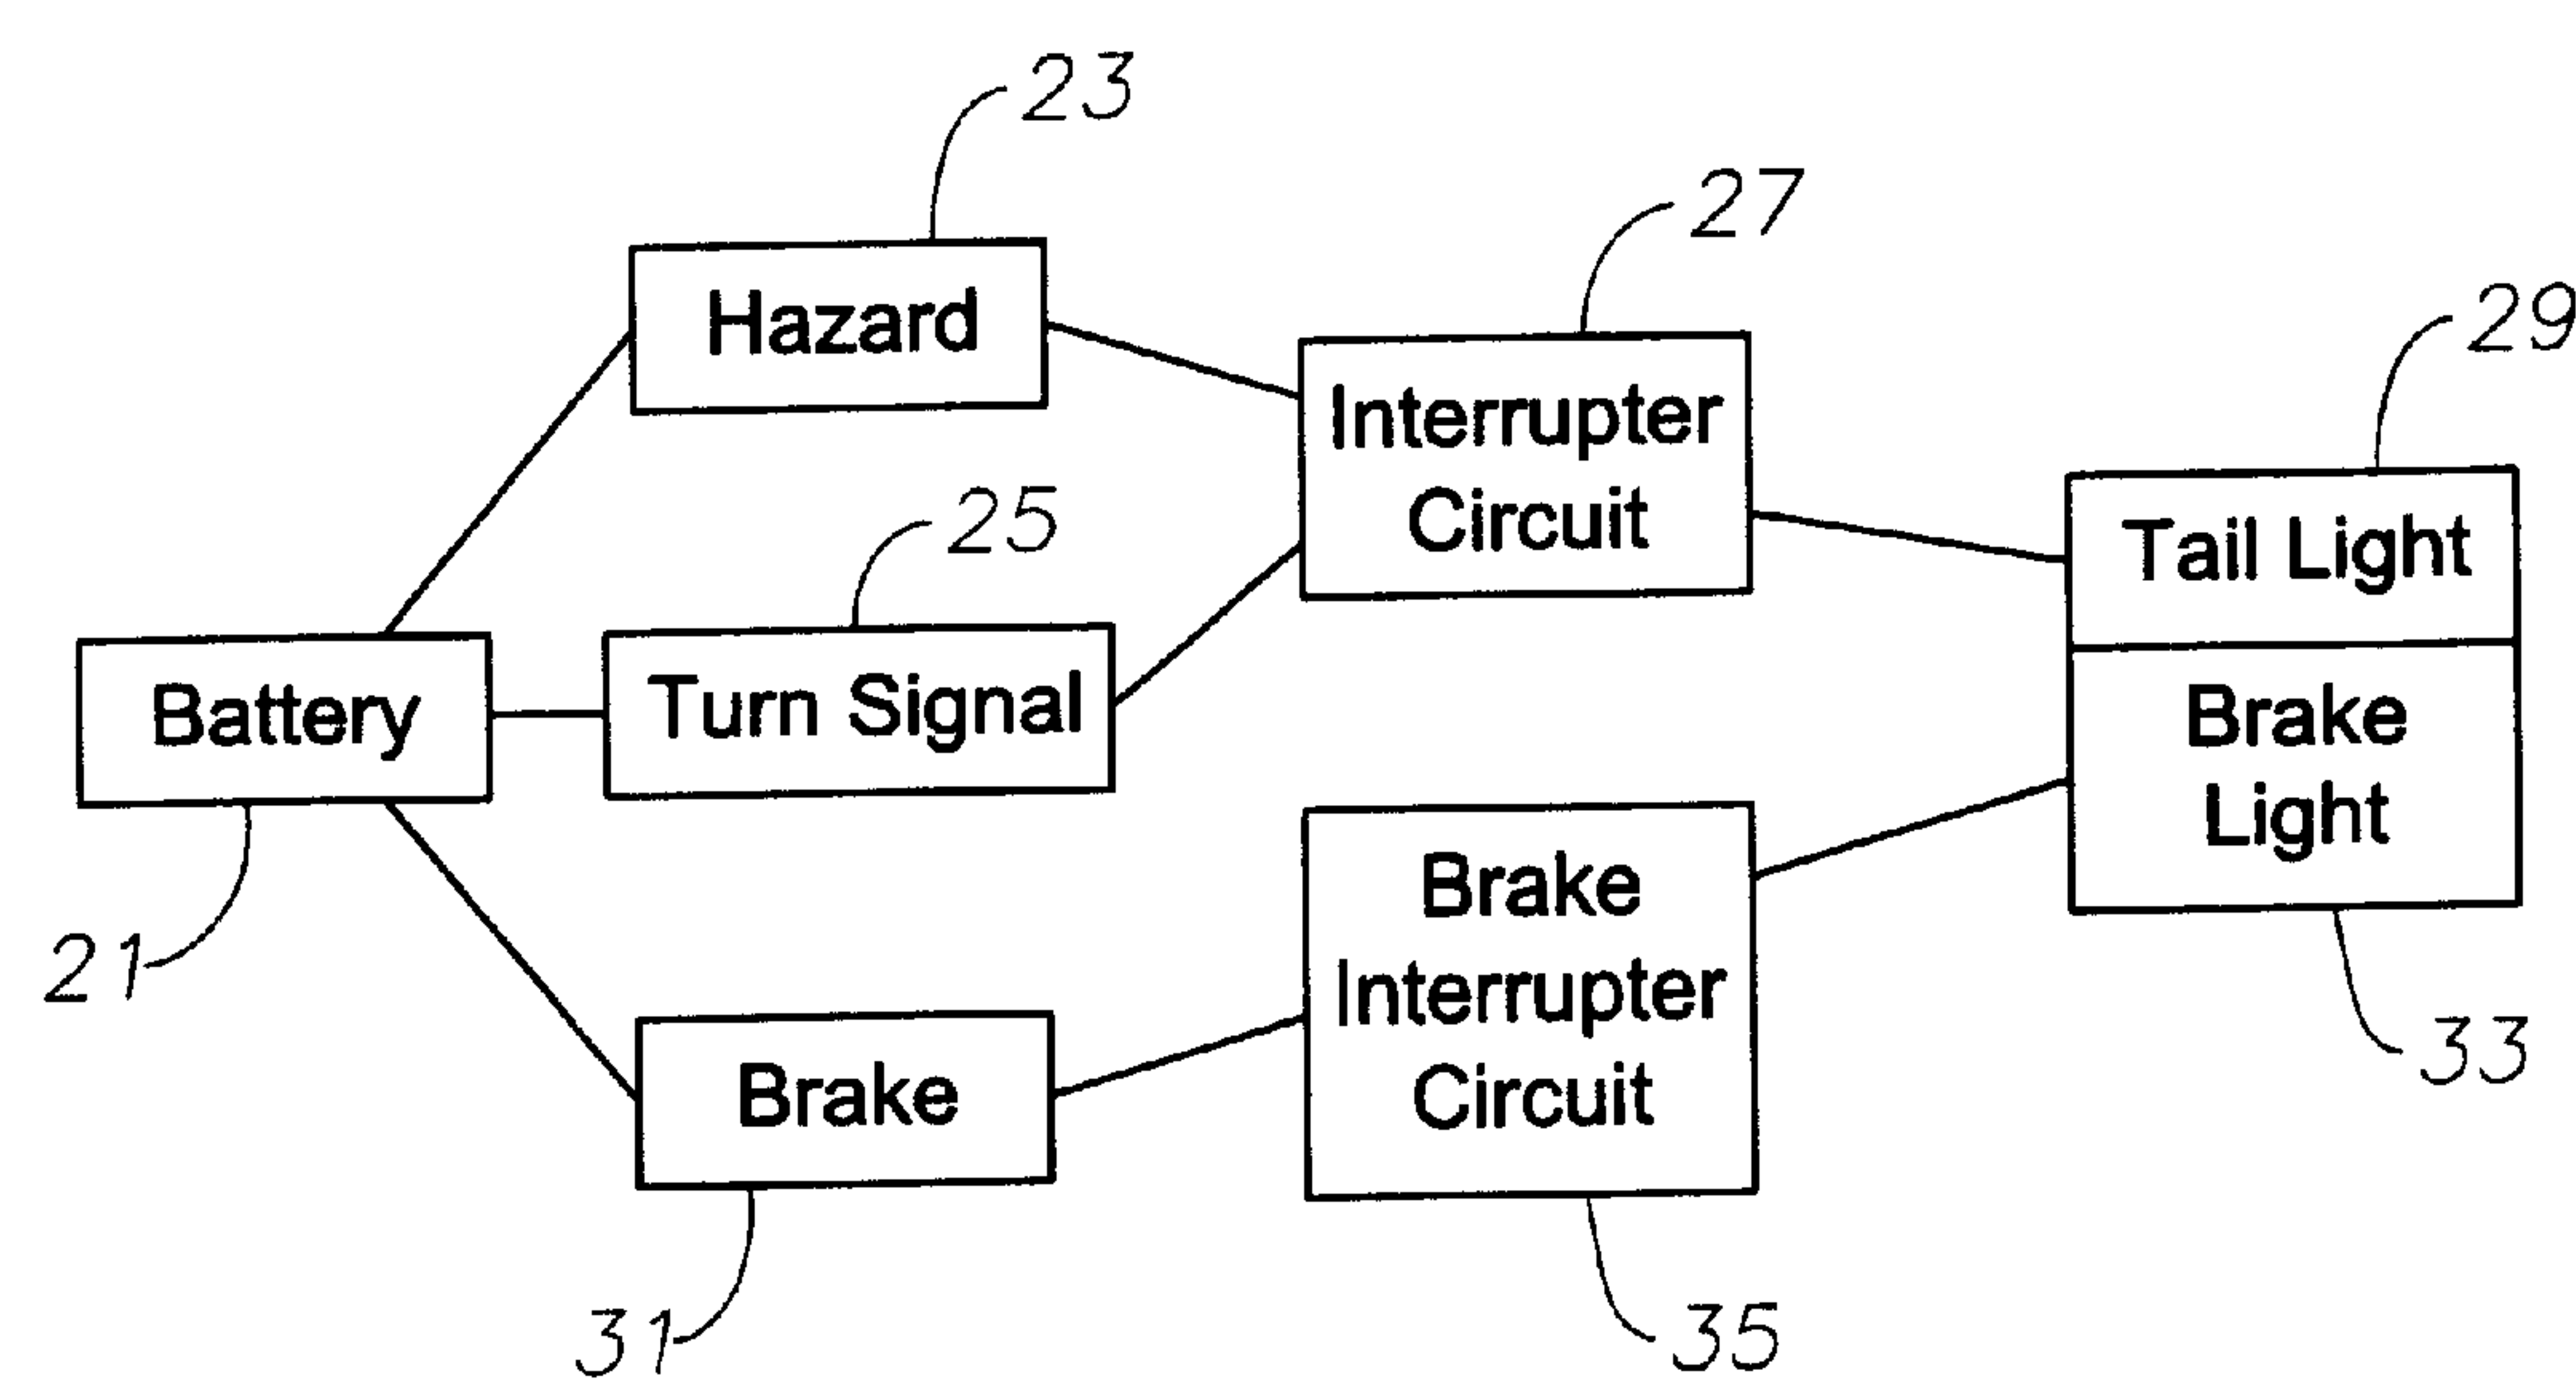 23
27
Hazard
29
Interrupter
Circuit
25
Tail Light
Battery
Turn Signal
Brake
Light
21
Brake
Interrupter
Circuit
33
Brake
31
35